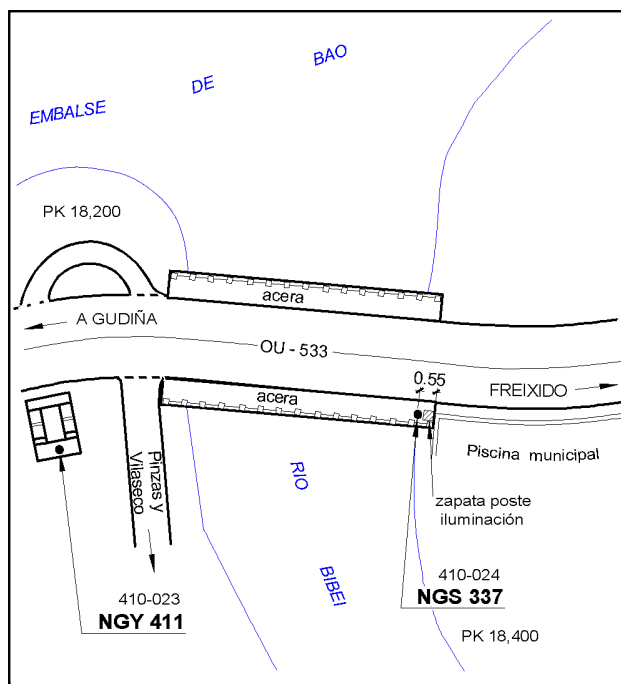 EMBALSE DE BAO
PK 18,200
acera
A GUDIÑA
OU - 533
0.55
FREIXIDO
acera
Piscina municipal
Pinzas y
Vilaseco
RIO BIBEI
zapata poste
iluminación
410-023
NGY 411
410-024
NGS 337
PK 18,400